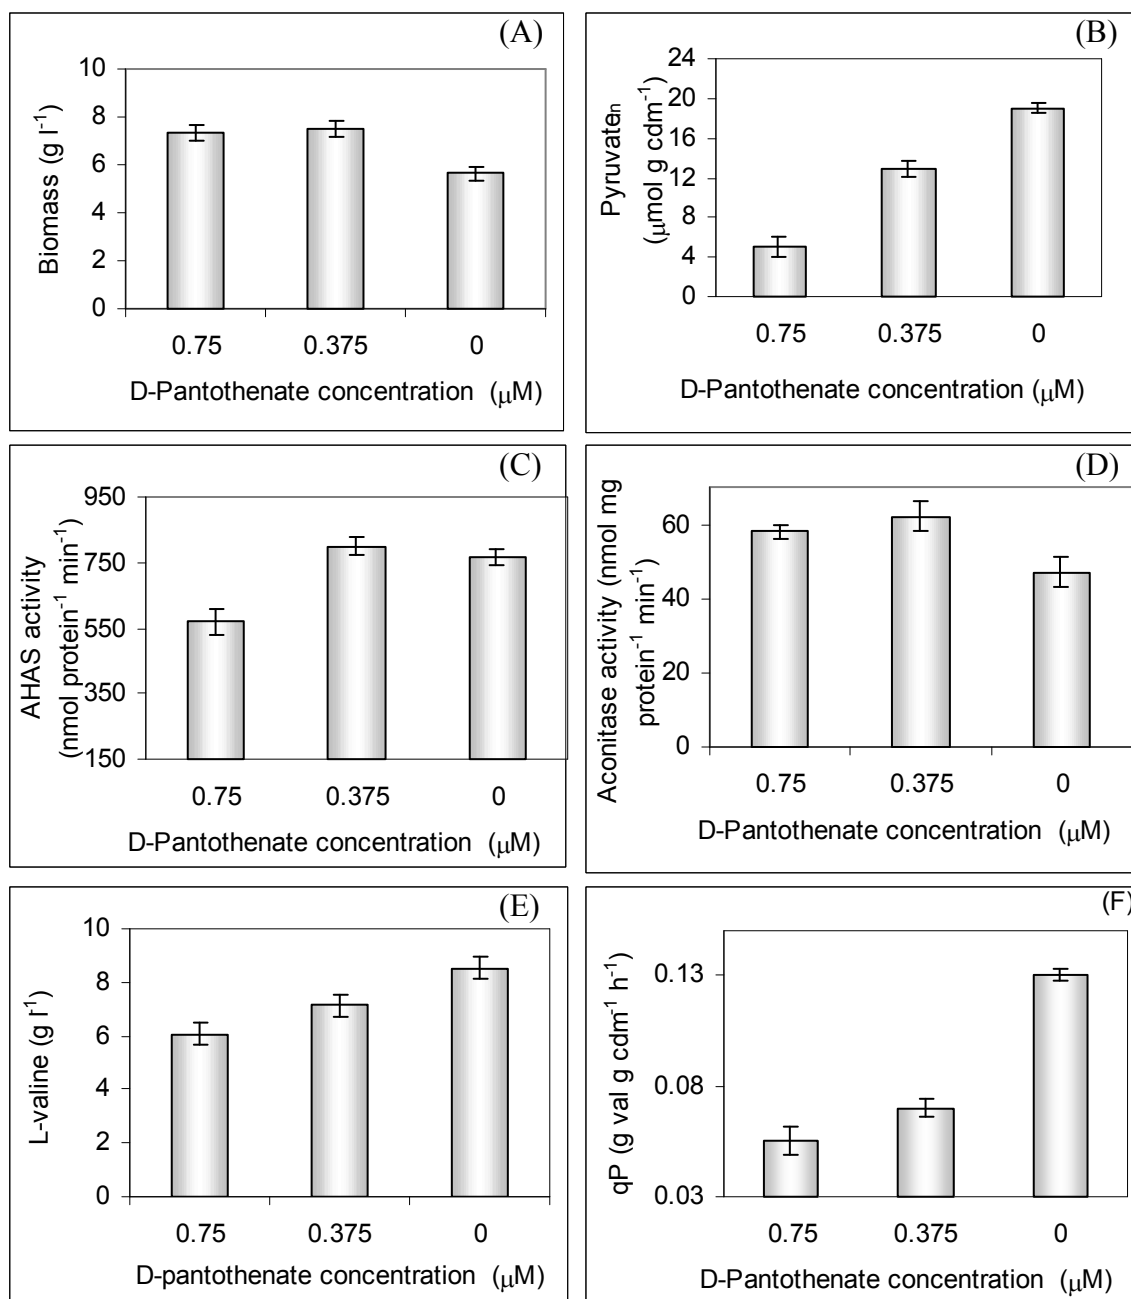 (A)
Biomass (g l⁻¹)
10
8
6
4
2
0
0.75 0.375 0
D-Pantothenate concentration (μM)
(B)
Pyruvate in
(μmol g cdm⁻¹)
24
20
16
12
8
4
0
0.75 0.375 0
D-Pantothenate concentration (μM)
(C)
AHAS activity
(nmol protein⁻¹ min⁻¹)
950
750
550
350
150
0.75 0.375 0
D-Pantothenate concentration (μM)
(D)
Aconitase activity (nmol mg
protein⁻¹ min⁻¹)
60
40
20
0
0.75 0.375 0
D-Pantothenate concentration (μM)
(E)
L-valine (g l⁻¹)
10
8
6
4
2
0
0.75 0.375 0
D-pantothenate concentration (μM)
(F)
qP (g val g cdm⁻¹ h⁻¹)
0.13
0.08
0.03
0.75 0.375 0
D-Pantothenate concentration (μM)